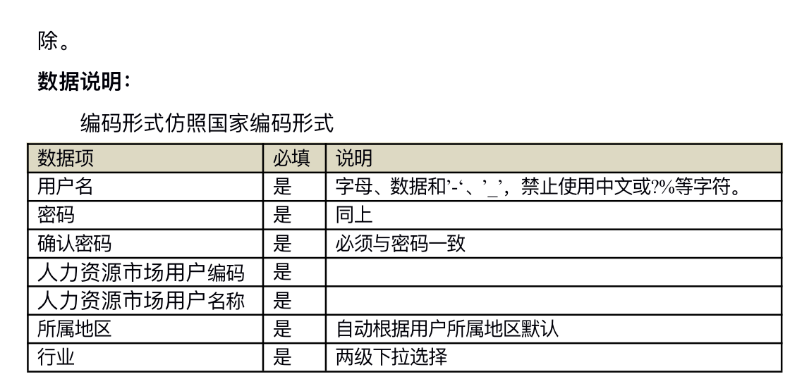 除。
数据说明：
编码形式仿照国家编码形式
数据项 必填 说明
用户名 是 字母、数据和’-‘、’_’，禁止使用中文或?%等字符。
密码 是 同上
确认密码 是 必须与密码一致
人力资源市场用户编码 是
人力资源市场用户名称 是
所属地区 是 自动根据用户所属地区默认
行业 是 两级下拉选择